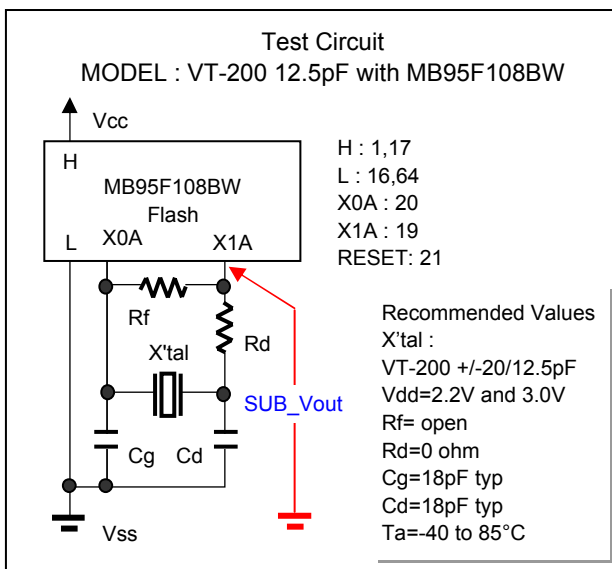 Test Circuit
MODEL : VT-200 12.5pF with MB95F108BW
Vcc
H
MB95F108BW
Flash
L X0A X1A
H : 1,17
L : 16,64
X0A : 20
X1A : 19
RESET: 21
Rf
Rd
X'tal
SUB_Vout
Cg Cd
Vss
Recommended Values
X'tal :
VT-200 +/-20/12.5pF
Vdd=2.2V and 3.0V
Rf= open
Rd=0 ohm
Cg=18pF typ
Cd=18pF typ
Ta=-40 to 85°C